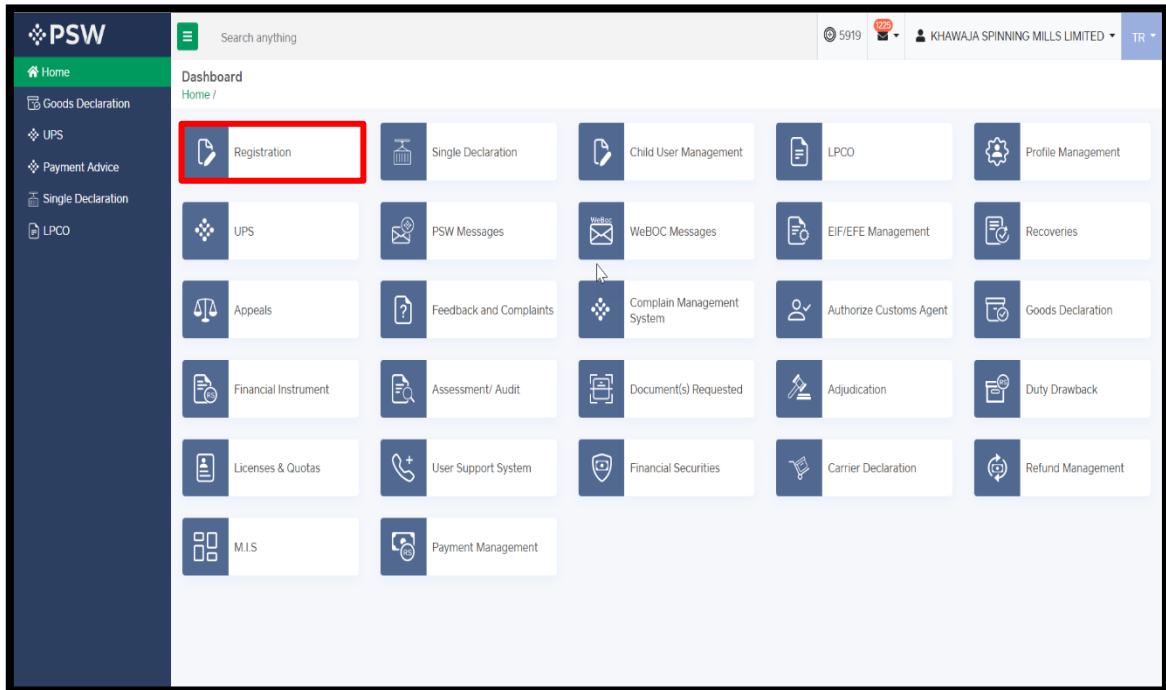 PSW
Search anything
5919
1225
KHAWAJA SPINNING MILLS LIMITED
TR
Home
Goods Declaration
UPS
Payment Advice
Single Declaration
LPCO
Dashboard
Home /
Registration
Single Declaration
Child User Management
LPCO
Profile Management
UPS
PSW Messages
WeBOC
WeBOC Messages
EIF/EFE Management
Recoveries
Appeals
Feedback and Complaints
Complain Management
System
Authorize Customs Agent
Goods Declaration
RS
Financial Instrument
Assessment/ Audit
Document(s) Requested
Adjudication
RS
Duty Drawback
Licenses & Quotas
User Support System
Financial Securities
Carrier Declaration
Refund Management
M.I.S
RS
Payment Management